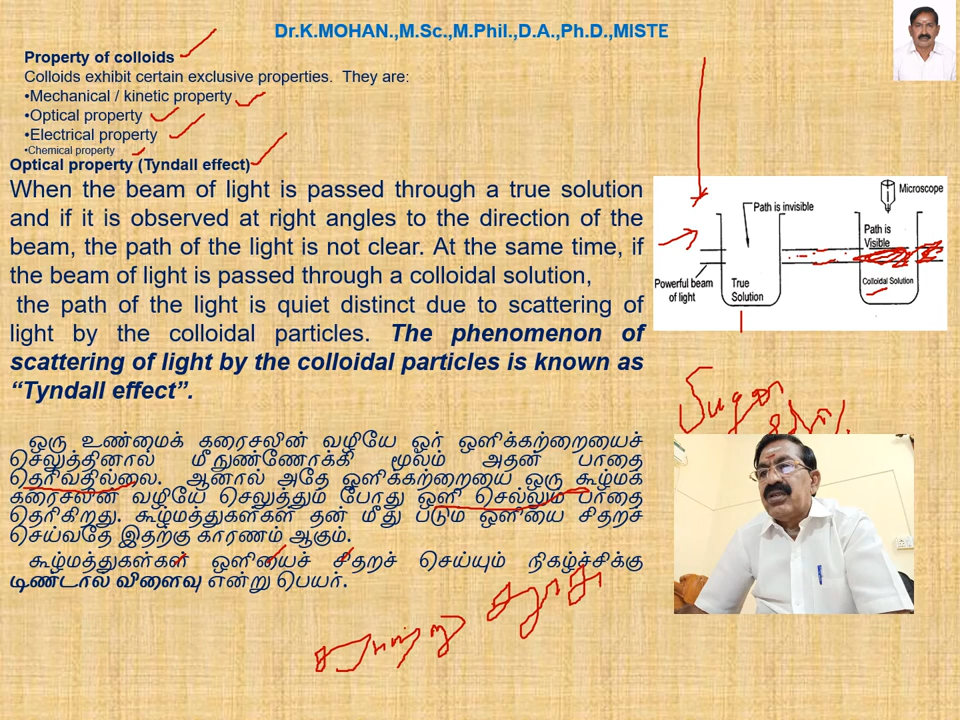 Dr.K.MOHAN.,M.Sc.,M.Phil.,D.A.,Ph.D.,MISTE
Property of colloids
Colloids exhibit certain exclusive properties. They are:
•Mechanical / kinetic property
•Optical property
•Electrical property
•Chemical property
Optical property (Tyndall effect)
When the beam of light is passed through a true solution
and if it is observed at right angles to the direction of the
beam, the path of the light is not clear. At the same time, if
the beam of light is passed through a colloidal solution,
the path of the light is quiet distinct due to scattering of
light by the colloidal particles. The phenomenon of
scattering of light by the colloidal particles is known as
“Tyndall effect”.
ஒரு உண்மைக் கரைசலின் வழியே ஓர் ஒளிக்கற்றையைச்
செலுத்தினால் மீநுண்ணோக்கி மூலம் அதன் பாதை
தெரிவதில்லை. ஆனால் அதே ஒளிக்கற்றையை ஒரு கூழ்மக்
கரைசலின் வழியே செலுத்தும் போது ஒளி செல்லும் பாதை
தெரிகிறது. கூழ்மத்துகள்கள் தன் மீது படும் ஒளியை சிதறச்
செய்வதே இதற்கு காரணம் ஆகும்.
கூழ்மத்துகள்கள் ஒளியைச் சிதறச் செய்யும் நிகழ்ச்சிக்கு
டிண்டால் விளைவு என்று பெயர்.
Microscope
Path is invisible
Path is
Visible
Powerful beam
of light
True
Solution
Colloidal Solution